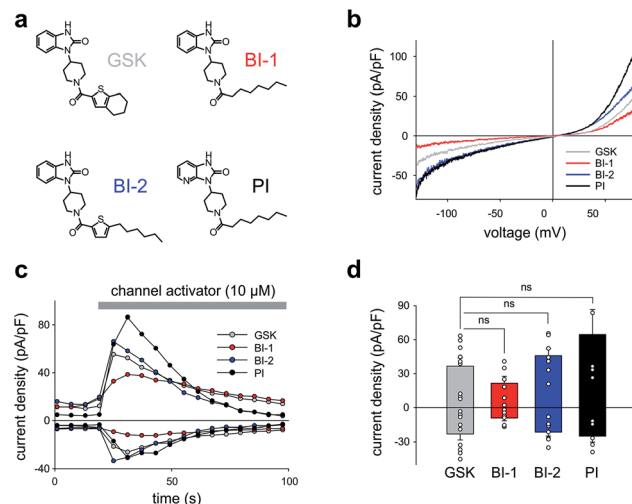 a
H
N
O
N
N
O
S
GSK
H
N
O
N
N
O
BI-1
H
N
O
N
N
O
S
BI-2
H
N
O
N
N
N
O
PI
b
current density (pA/pF)
100
50
0
-50
-100
-50
0
50
voltage (mV)
GSK
BI-1
BI-2
PI
c
channel activator (10 µM)
current density (pA/pF)
80
40
0
-40
0
50
100
time (s)
GSK
BI-1
BI-2
PI
d
current density (pA/pF)
90
60
30
0
-30
ns
ns
ns
GSK
BI-1
BI-2
PI